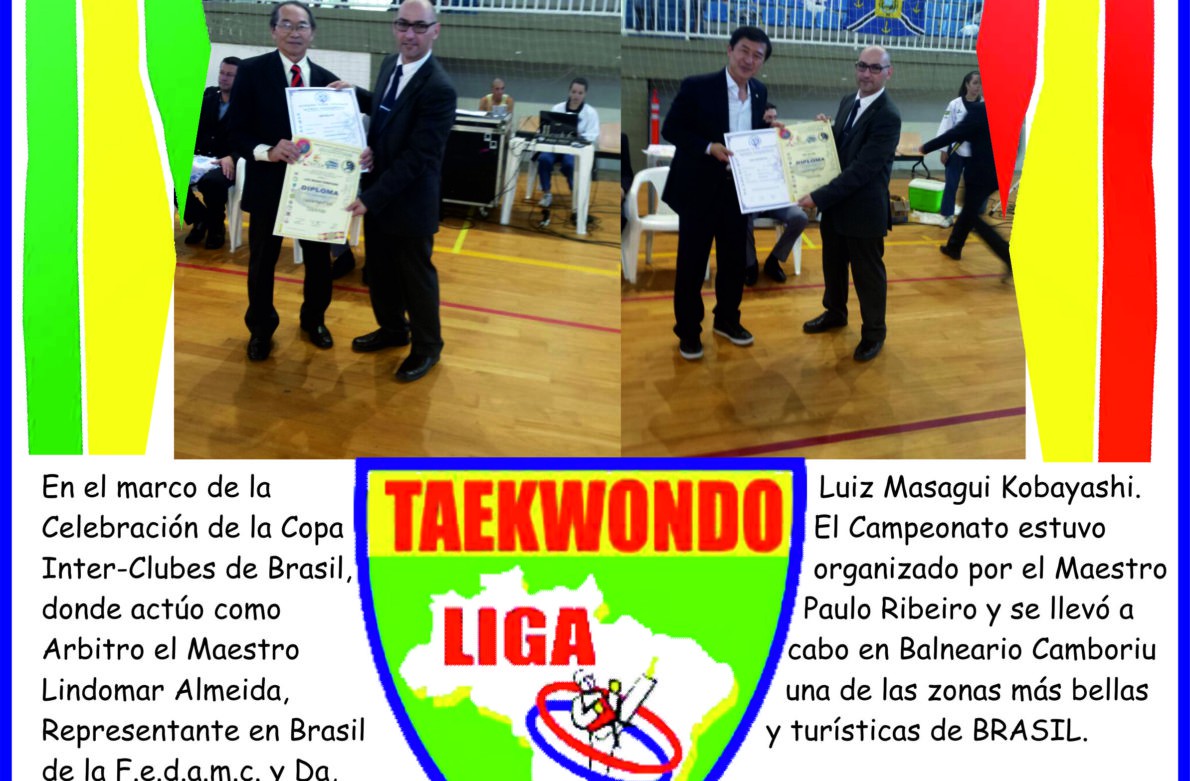 DIPLOMA
DIPLOMA
En el marco de la
Celebración de la Copa
Inter-Clubes de Brasil,
donde actúo como
Arbitro el Maestro
Lindomar Almeida,
Representante en Brasil
de la F.e.d.a.m.c. y Da.
TAEKWONDO
LIGA
Luiz Masagui Kobayashi.
El Campeonato estuvo
organizado por el Maestro
Paulo Ribeiro y se llevó a
cabo en Balneario Camboriu
una de las zonas más bellas
y turísticas de BRASIL.